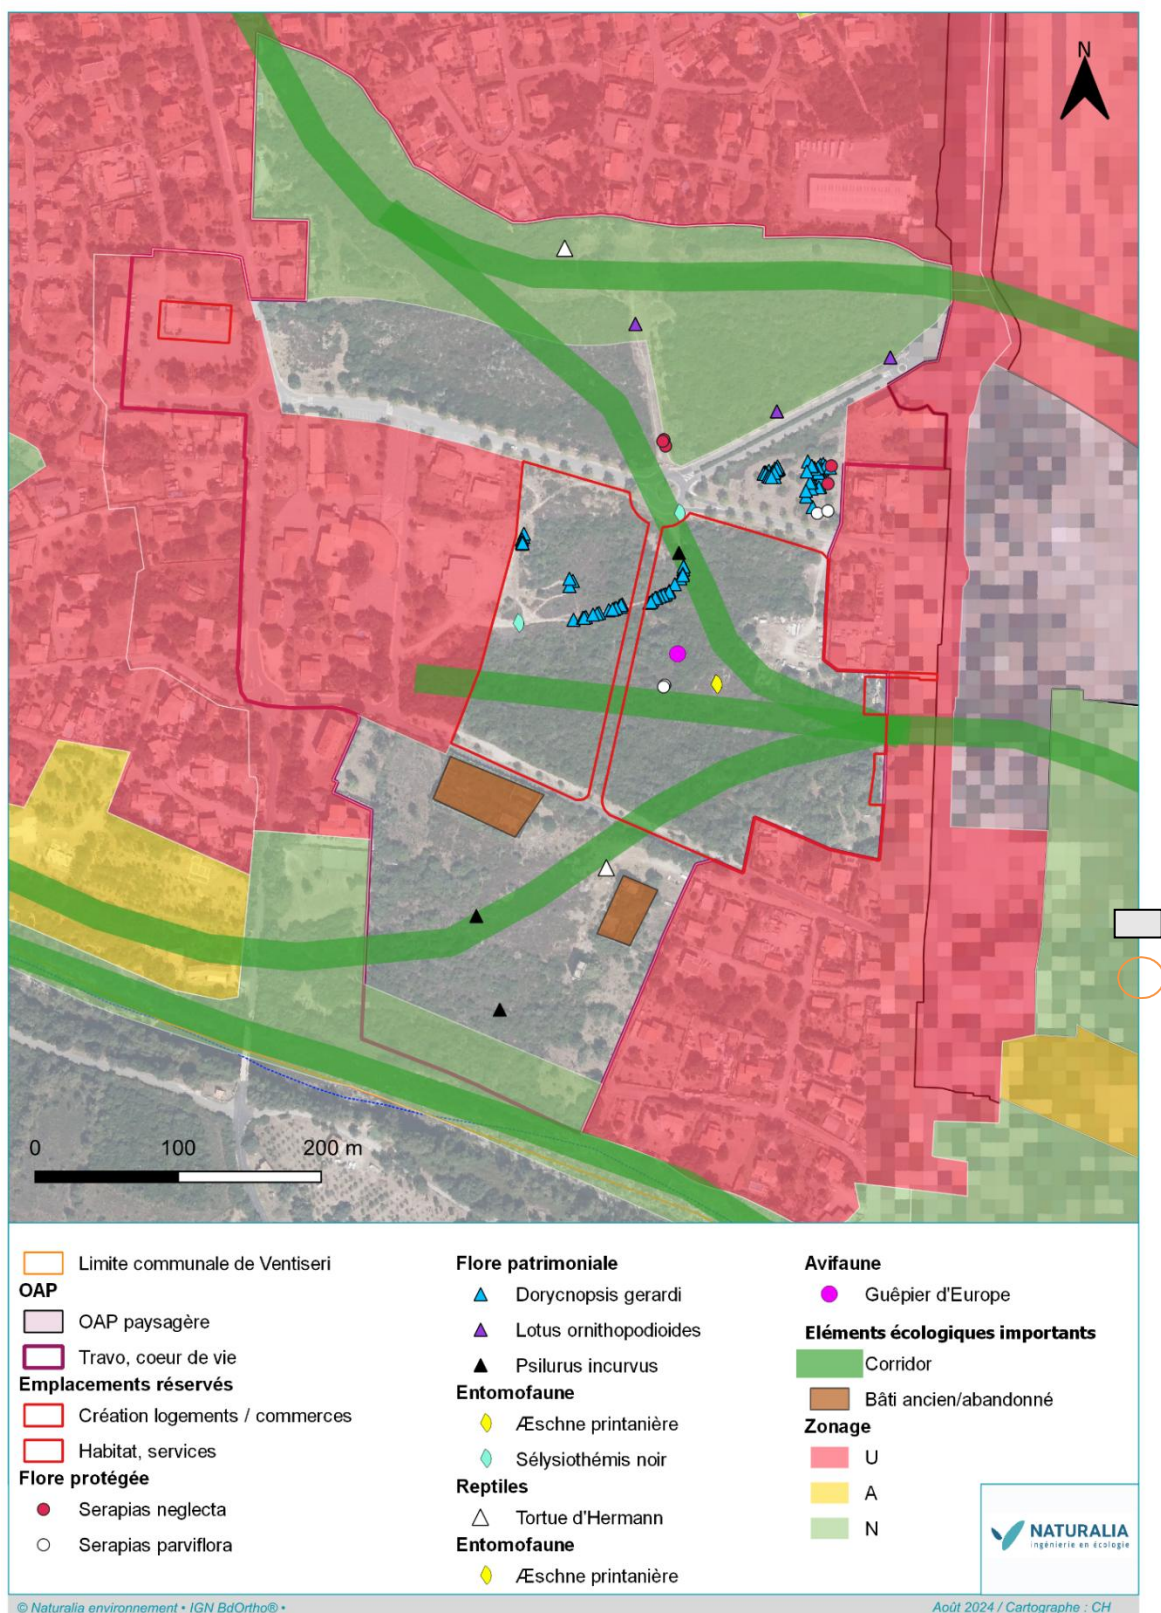 N
0 100 200 m
Limite communale de Ventiseri
OAP
OAP paysagère
Travo, coeur de vie
Emplacements réservés
Création logements / commerces
Habitat, services
Flore protégée
Serapias neglecta
Serapias parviflora
Flore patrimoniale
Dorycnopsis gerardi
Lotus ornithopodioides
Psilurus incurvus
Entomofaune
Æschne printanière
Sélysiothémis noir
Reptiles
Tortue d'Hermann
Entomofaune
Æschne printanière
Avifaune
Guêpier d'Europe
Eléments écologiques importants
Corridor
Bâti ancien/abandonné
Zonage
U
A
N
NATURALIA
ingénierie en écologie
© Naturalia environnement • IGN BdOrtho® •
Août 2024 / Cartographe : CH